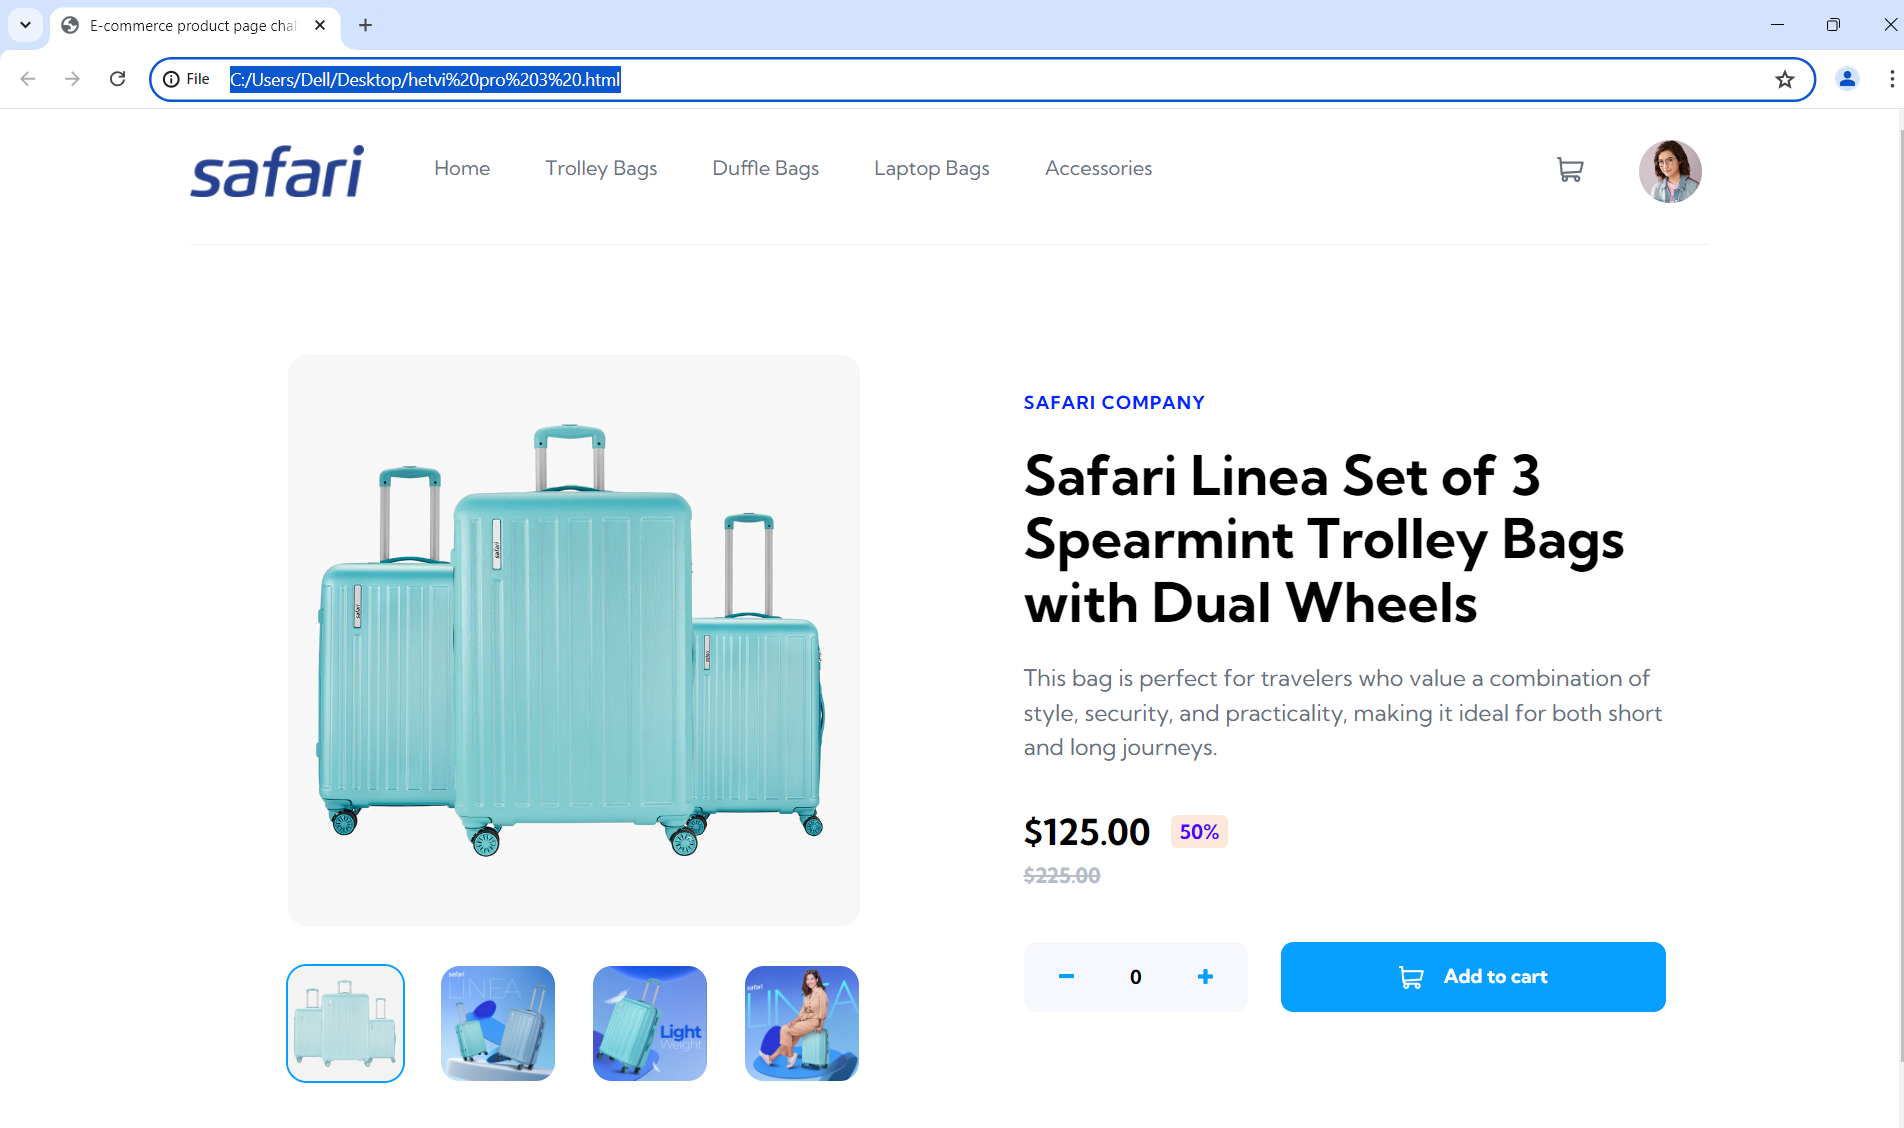 E-commerce product page chal
File C:/Users/Dell/Desktop/hetvi%20pro%203%20.html
safari
Home Trolley Bags Duffle Bags Laptop Bags Accessories
safari
safari
safari
SAFARI COMPANY
Safari Linea Set of 3
Spearmint Trolley Bags
with Dual Wheels
This bag is perfect for travelers who value a combination of
style, security, and practicality, making it ideal for both short
and long journeys.
$125.00 50%
$225.00
0
Add to cart
safari
LINEA
Light
Weight
safari
LINEA